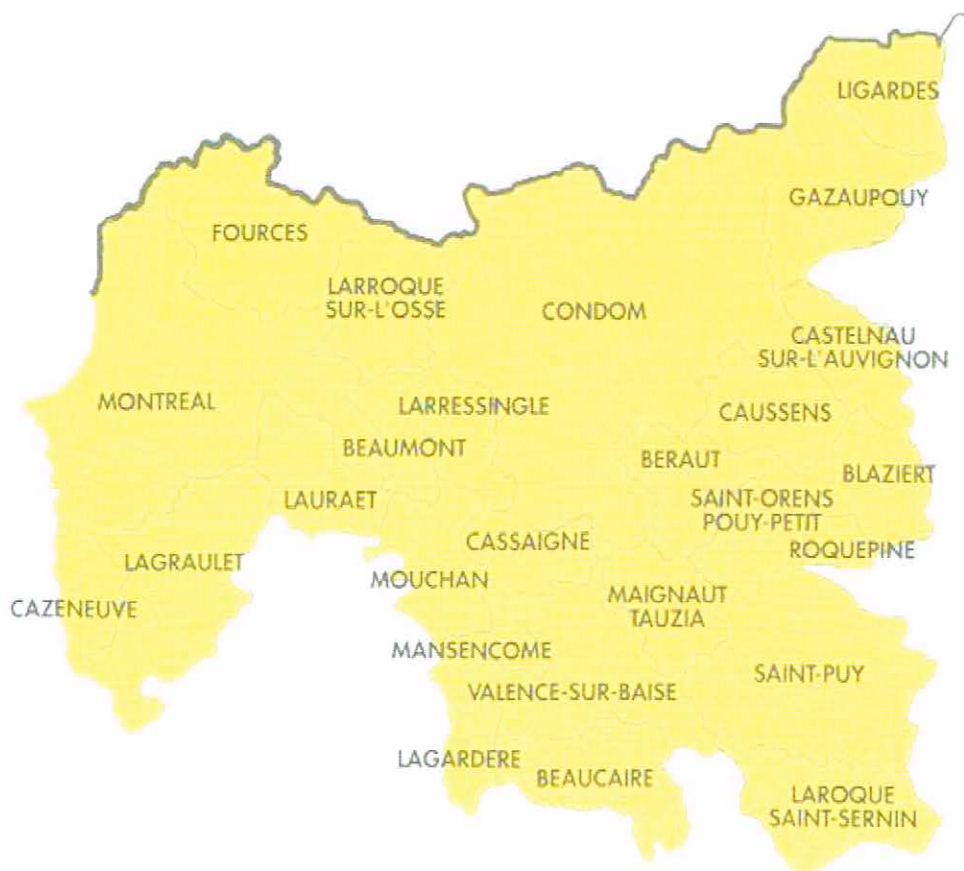 LIGARDES
GAZAUPOUY
FOURCES
LARROQUE
SUR-L'OSSE
CONDOM
CASTELNAU
SUR-L'AUVIGNON
MONTREAL
LARRESSINGLE
CAUSSENS
BEAUMONT
BERAUT
BLAZIERT
LAURAET
SAINT-ORENS
POUY-PETIT
CASSAIGNE
ROQUEPINE
LAGRAULET
MOUCHAN
MAIGNAUT
TAUZIA
CAZENEUVE
MANSENCOME
SAINT-PUY
VALENCE-SUR-BAISE
LAGARDERE
BEAUCAIRE
LAROQUE
SAINT-SERNIN